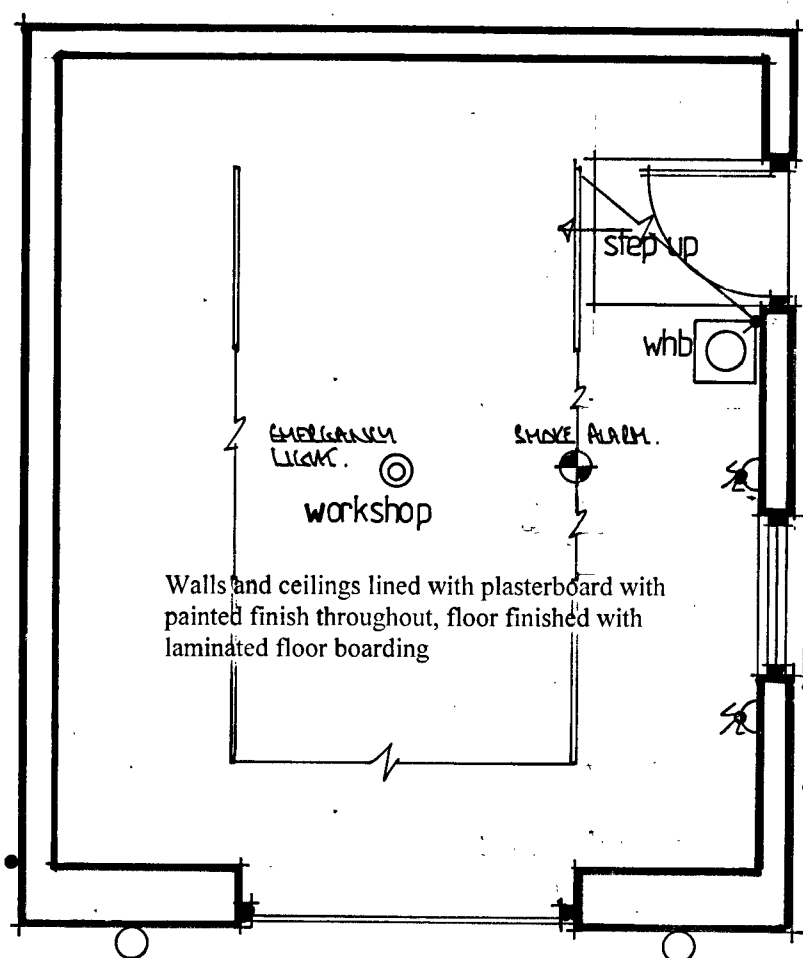 step up
whb
EMERGANCY
LIGHT.
SMOKE ALARM.
workshop
Walls and ceilings lined with plasterboard with
painted finish throughout, floor finished with
laminated floor boarding